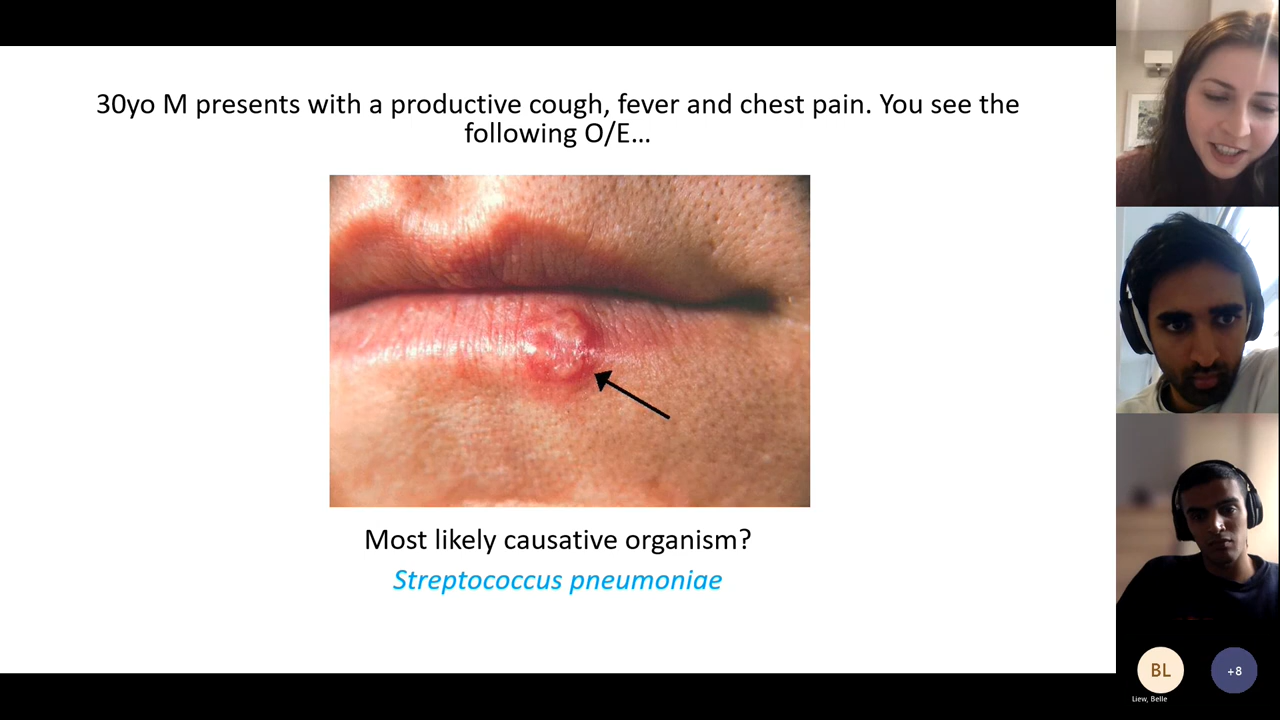 30yo M presents with a productive cough, fever and chest pain. You see the
following O/E...
Most likely causative organism?
Streptococcus pneumoniae
BL
+8
Liew, Belle